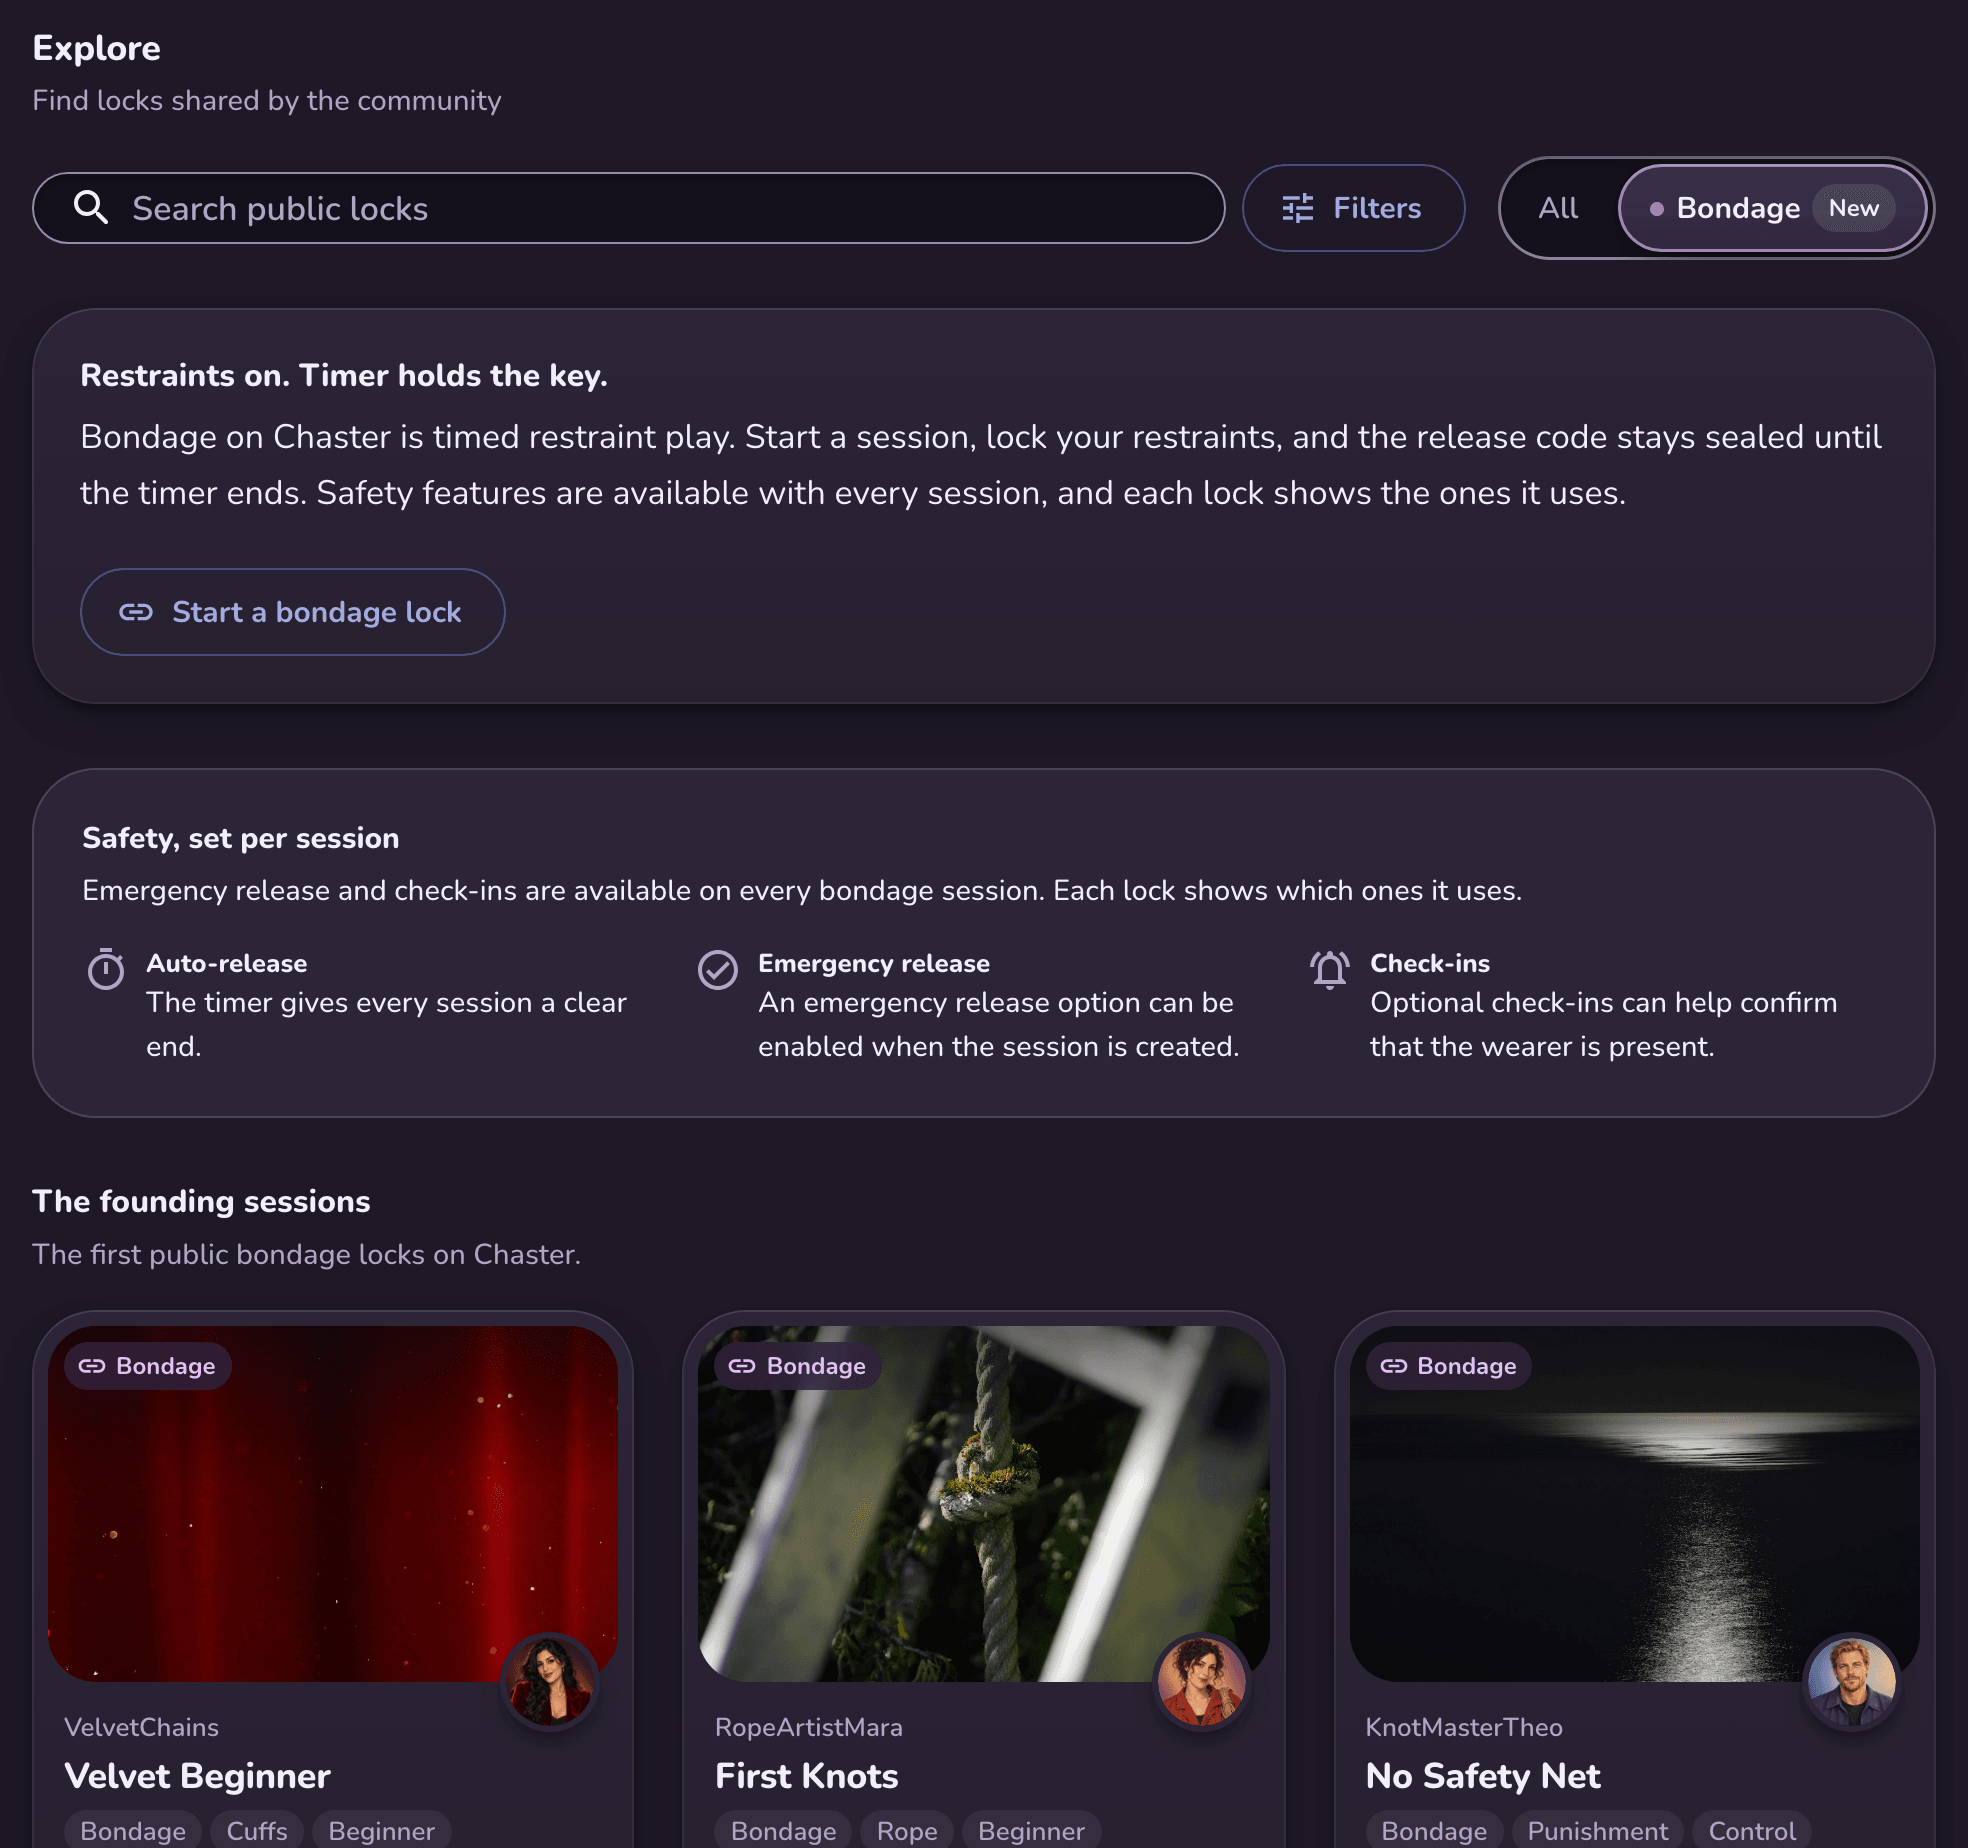 Explore
Find locks shared by the community
Search public locks
Filters
All
Bondage
New
Restraints on. Timer holds the key.
Bondage on Chaster is timed restraint play. Start a session, lock your restraints, and the release code stays sealed until
the timer ends. Safety features are available with every session, and each lock shows the ones it uses.
Start a bondage lock
Safety, set per session
Emergency release and check-ins are available on every bondage session. Each lock shows which ones it uses.
Auto-release
The timer gives every session a clear
end.
Emergency release
An emergency release option can be
enabled when the session is created.
Check-ins
Optional check-ins can help confirm
that the wearer is present.
The founding sessions
The first public bondage locks on Chaster.
Bondage
VelvetChains
Velvet Beginner
Bondage Cuffs Beginner
Bondage
RopeArtistMara
First Knots
Bondage Rope Beginner
Bondage
KnotMasterTheo
No Safety Net
Bondage Punishment Control